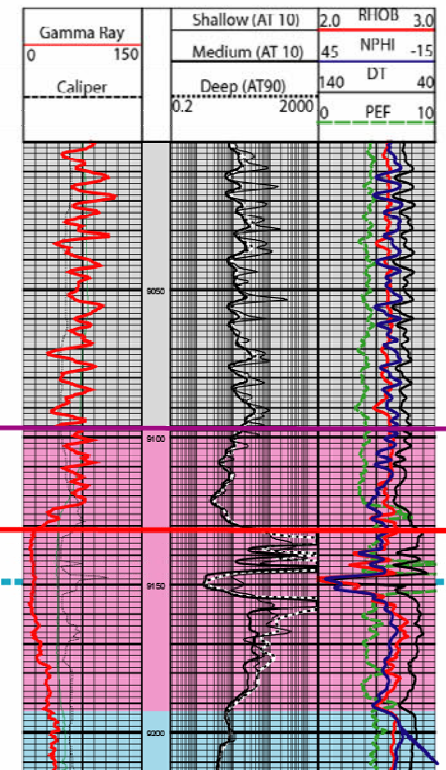 Gamma Ray
0 150
Caliper
Shallow (AT 10)
Medium (AT 10)
Deep (AT90)
0.2 2000
2.0 RHOB 3.0
45 NPHI -15
DT
140 40
0 PEF 10
9050
9100
9150
9200